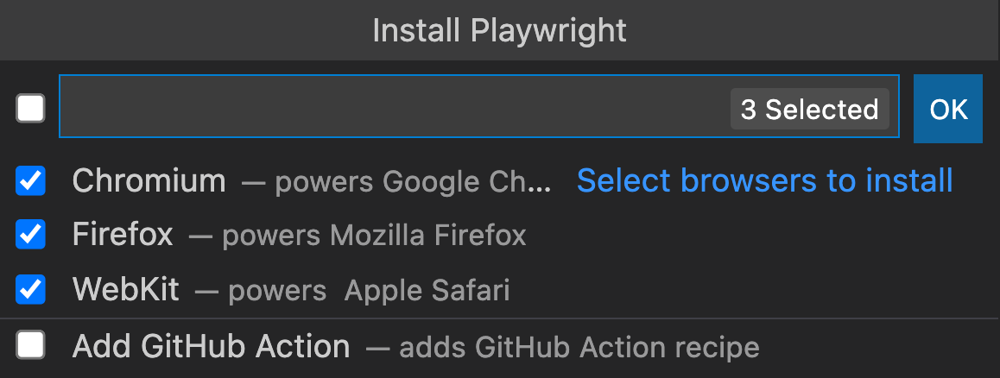 Install Playwright
3 Selected OK
Chromium — powers Google Ch... Select browsers to install
Firefox — powers Mozilla Firefox
WebKit — powers Apple Safari
Add GitHub Action — adds GitHub Action recipe